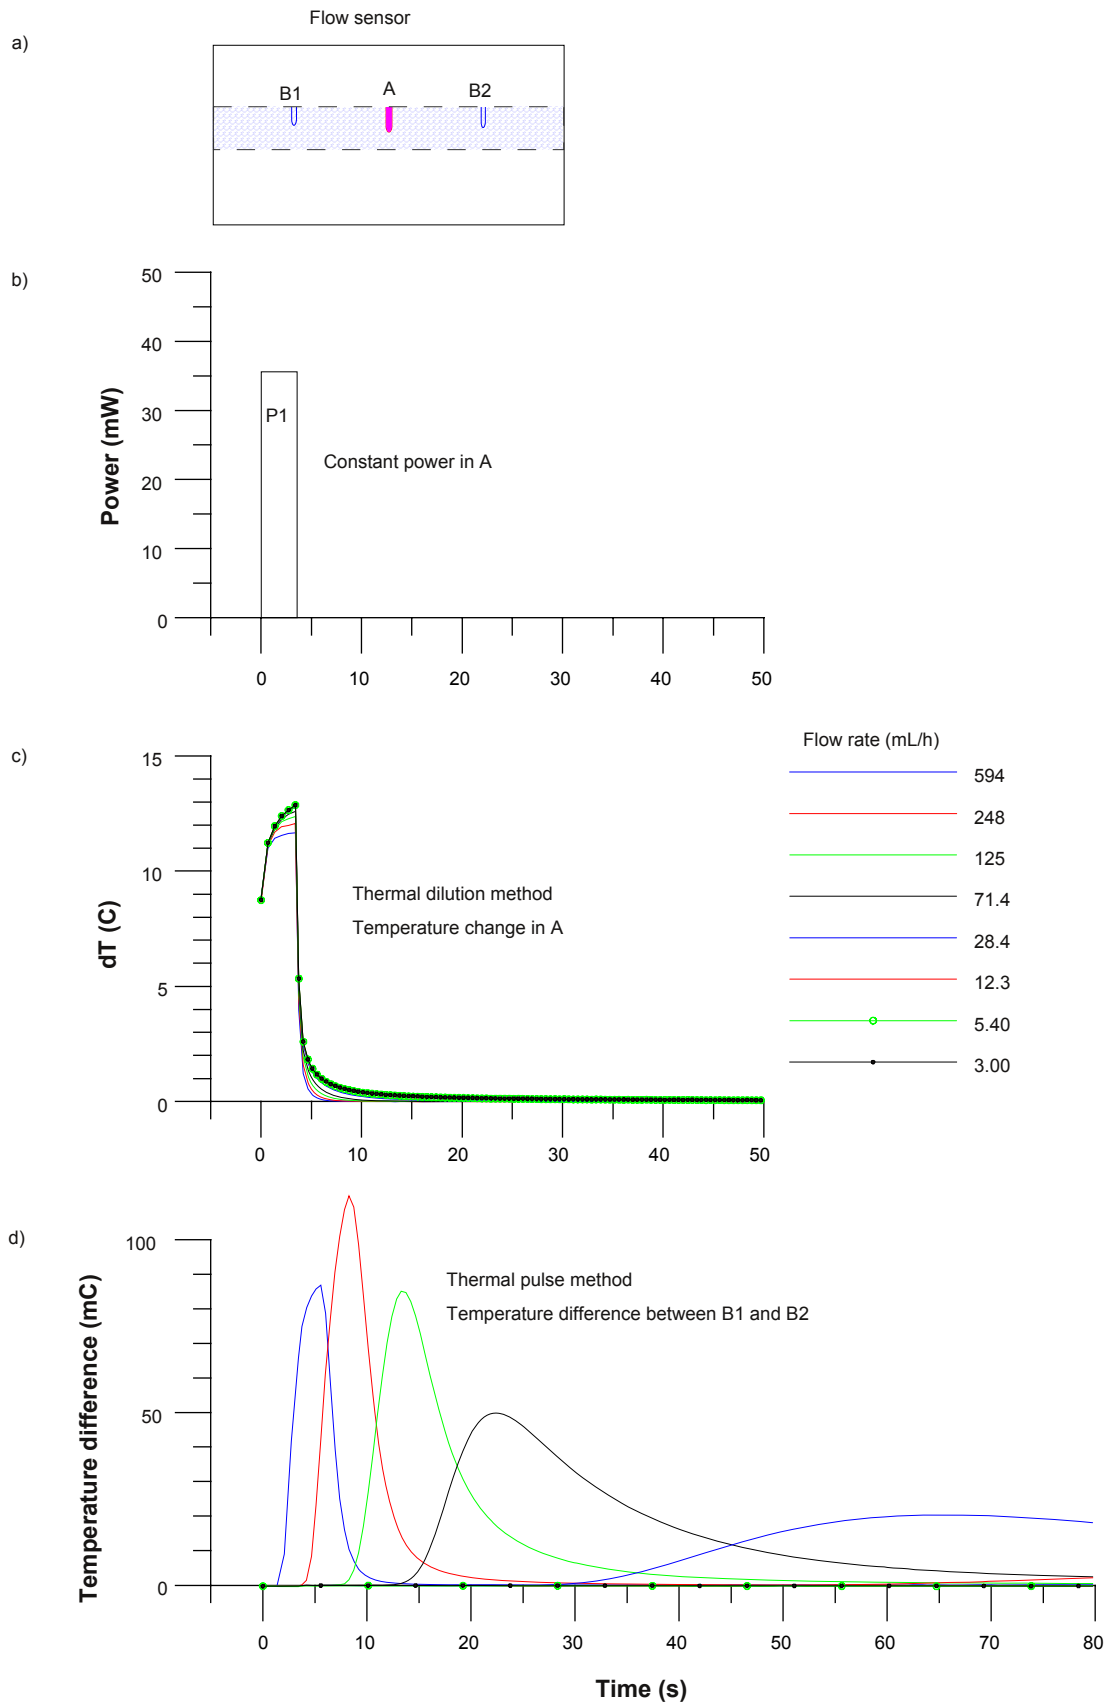 Flow sensor
a)
B1
A
B2
b)
50
40
30
20
10
0
Power (mW)
P1
Constant power in A
0
10
20
30
40
50
c)
15
10
5
0
dT (C)
Thermal dilution method
Temperature change in A
0
10
20
30
40
50
Flow rate (mL/h)
594
248
125
71.4
28.4
12.3
5.40
3.00
d)
100
50
0
Temperature difference (mC)
Thermal pulse method
Temperature difference between B1 and B2
0
10
20
30
40
50
60
70
80
Time (s)